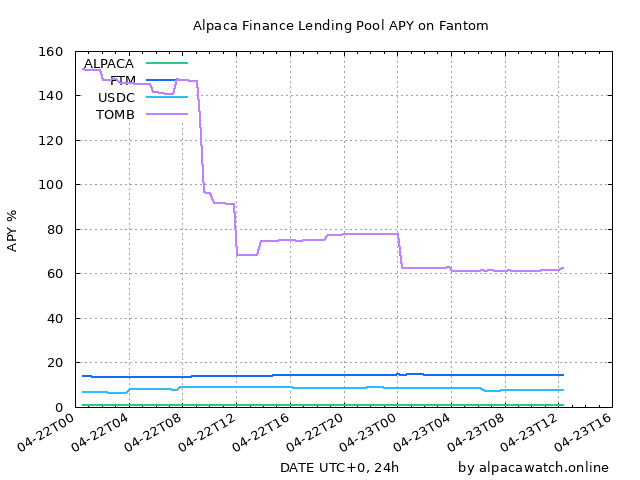 Alpaca Finance Lending Pool APY on Fantom
APY %
160
140
120
100
80
60
40
20
0
ALPACA
FTM
USDC
TOMB
04-22T00
04-22T04
04-22T08
04-22T12
04-22T16
04-22T20
04-23T00
04-23T04
04-23T08
04-23T12
04-23T16
DATE UTC+0, 24h
by alpacawatch.online